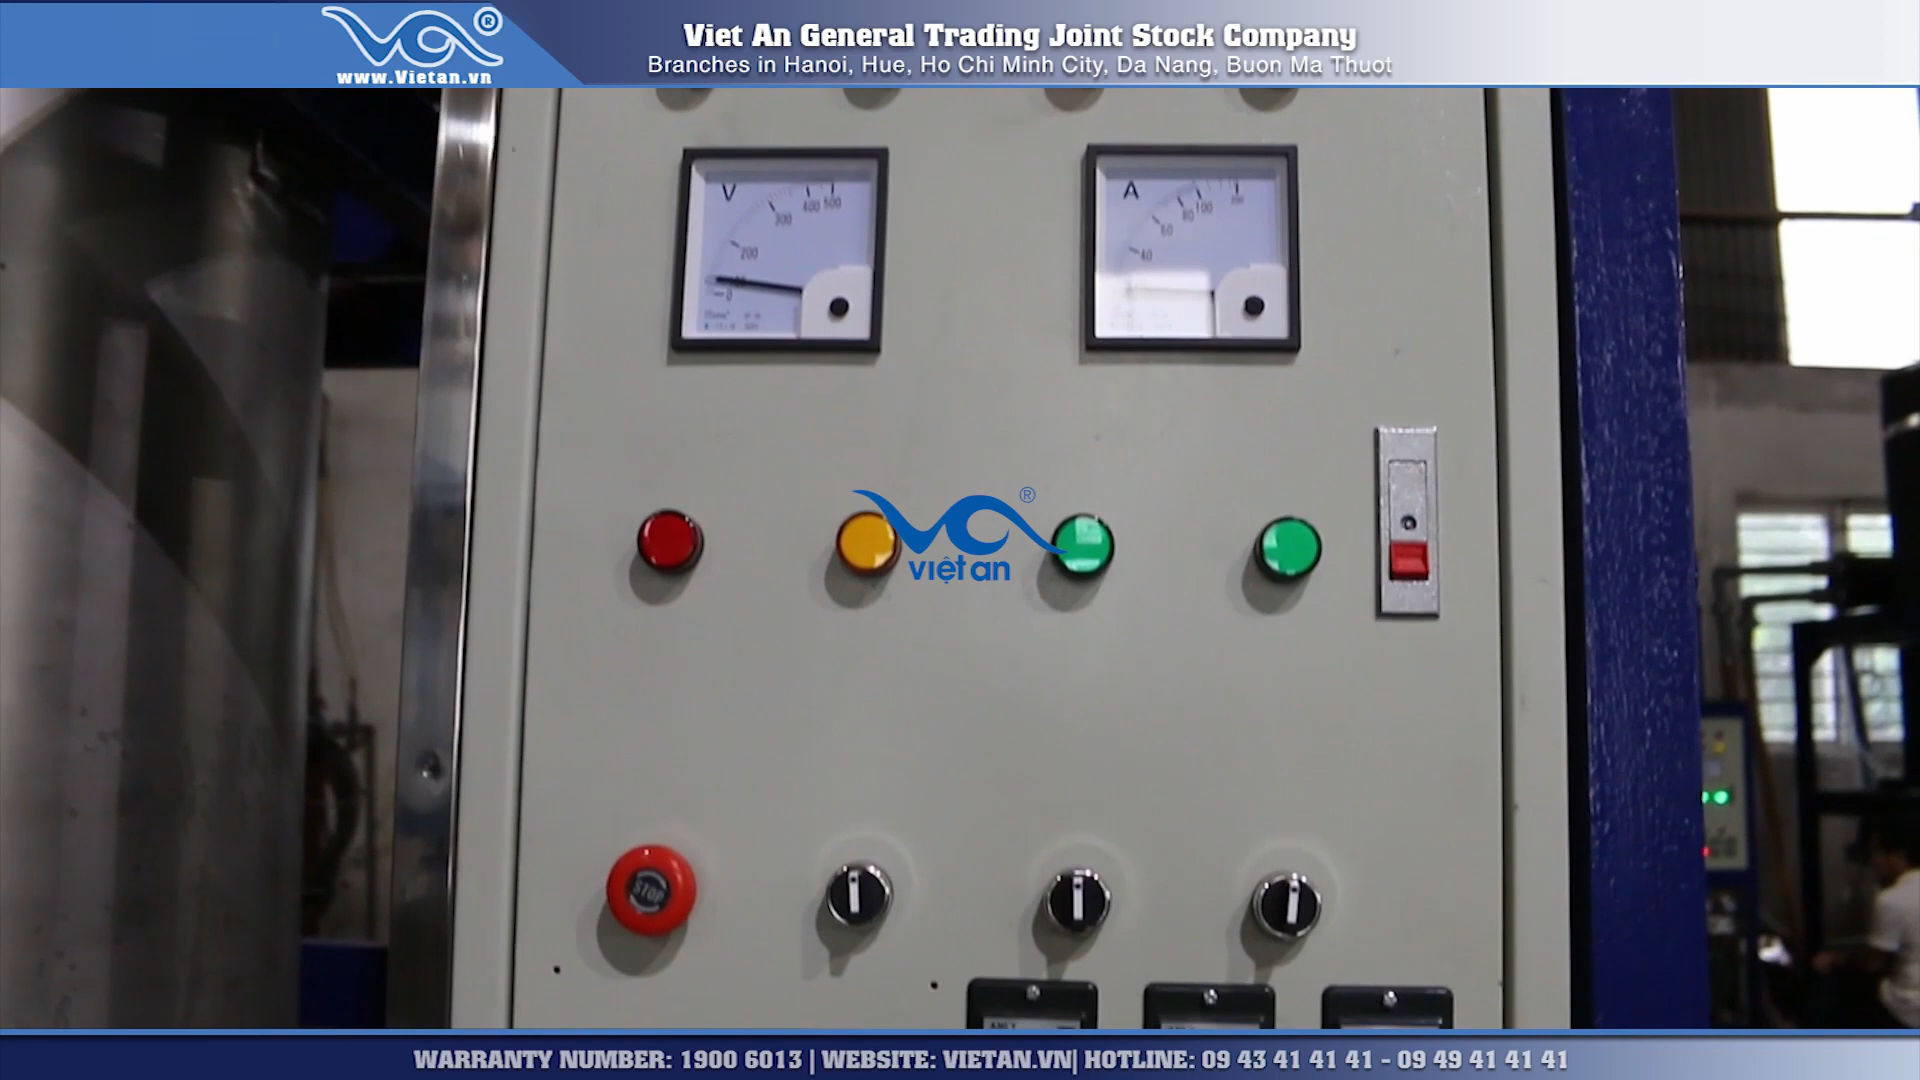 VA®
www.Vietan.vn
Viet An General Trading Joint Stock Company
Branches in Hanoi, Hue, Ho Chi Minh City, Da Nang, Buon Ma Thuot
V
300
400
500
200
0
A
40
60
80
100
®
việt an
STOP
WARRANTY NUMBER: 1900 6013 | WEBSITE: VIETAN.VN| HOTLINE: 09 43 41 41 41 - 09 49 41 41 41